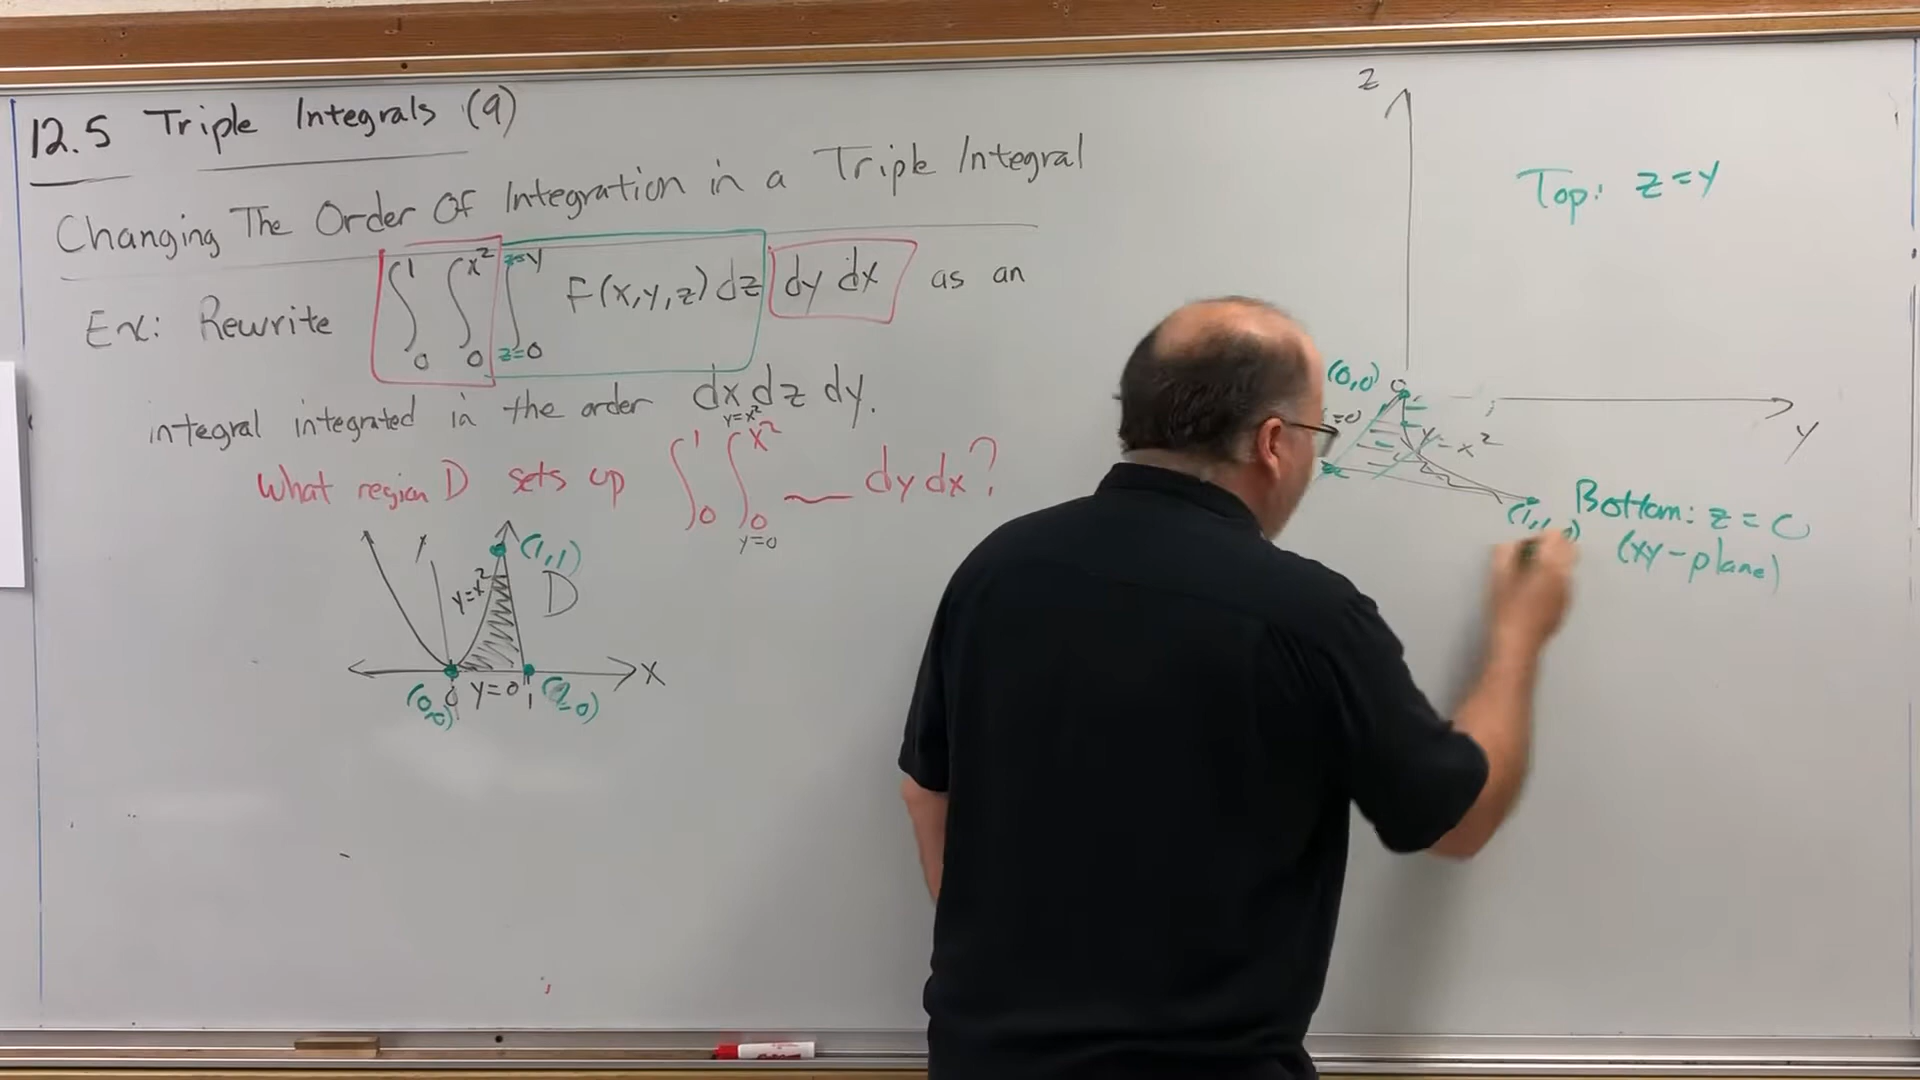 12.5 Triple Integrals (9)
Changing The Order Of Integration in a Triple Integral
Ex: Rewrite ∫₀¹ ∫₀^x² ∫_{z=0}^{z=y} F(x,y,z) dz dy dx as an
integral integrated in the order dx dz dy.
What region D sets up ∫₀¹ ∫_{0 y=0}^{y=x² x²} __ dy dx?
y
(1,1)
y=x²
D
x
(0,0)
0
y=0
1
z
Top: z=y
(0,0)
0
=0
y=x²
y
Bottom: z=0
(xy-plane)